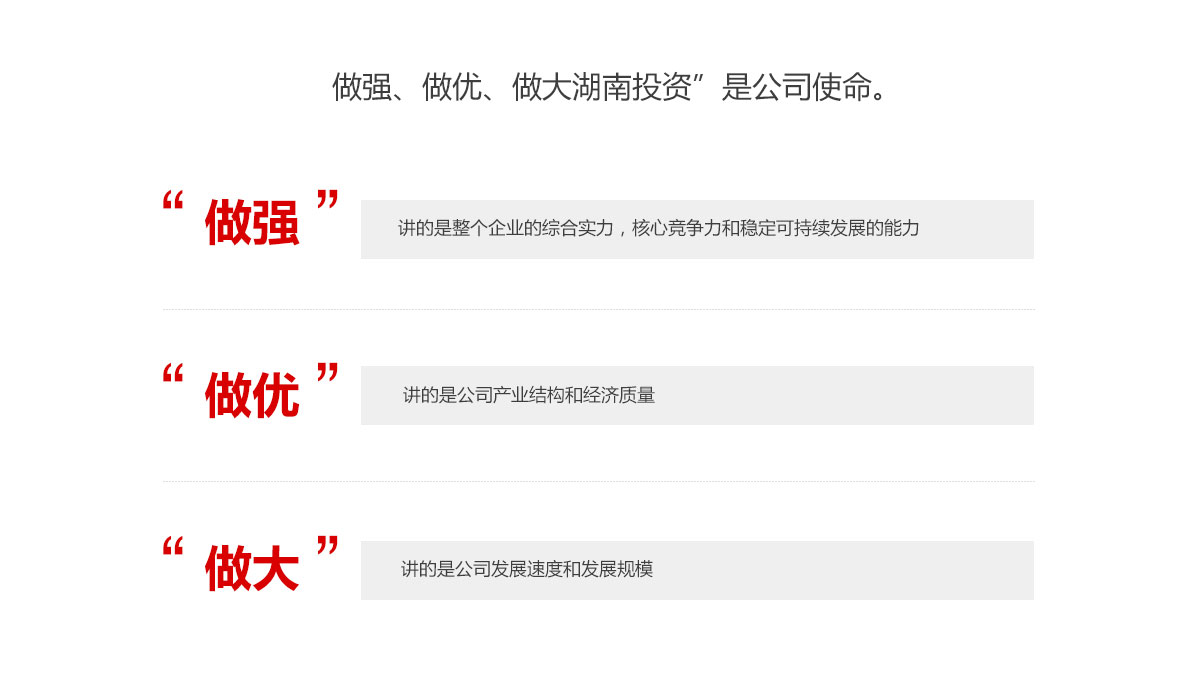 做强、做优、做大湖南投资”是公司使命。
“做强”
讲的是整个企业的综合实力，核心竞争力和稳定可持续发展的能力
“做优”
讲的是公司产业结构和经济质量
“做大”
讲的是公司发展速度和发展规模